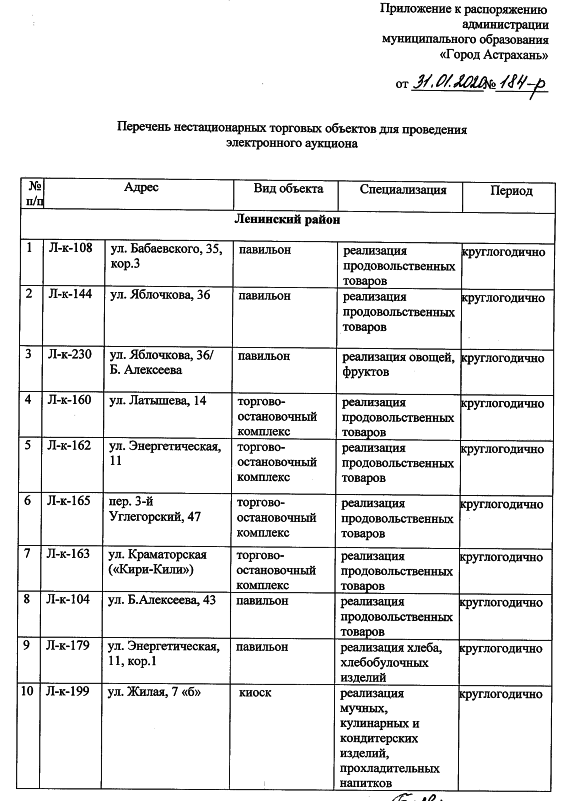 Приложение к распоряжению
администрации
муниципального образования
«Город Астрахань»
от 31.01.2020 № 184-р
Перечень нестационарных торговых объектов для проведения
электронного аукциона
№ п/п Адрес Вид объекта Специализация Период
Ленинский район
1 Л-к-108 ул. Бабаевского, 35, павильон реализация круглогодично
кор.3 продовольственных
товаров
2 Л-к-144 ул. Яблочкова, 36 павильон реализация круглогодично
продовольственных
товаров
3 Л-к-230 ул. Яблочкова, 36/ павильон реализация овощей, круглогодично
Б. Алексеева фруктов
4 Л-к-160 ул. Латышева, 14 торгово- реализация круглогодично
остановочный продовольственных
комплекс товаров
5 Л-к-162 ул. Энергетическая, торгово- реализация круглогодично
11 остановочный продовольственных
комплекс товаров
6 Л-к-165 пер. 3-й торгово- реализация круглогодично
Углегорский, 47 остановочный продовольственных
комплекс товаров
7 Л-к-163 ул. Краматорская торгово- реализация круглогодично
(«Кири-Кили») остановочный продовольственных
комплекс товаров
8 Л-к-104 ул. Б.Алексеева, 43 павильон реализация круглогодично
продовольственных
товаров
9 Л-к-179 ул. Энергетическая, павильон реализация хлеба, круглогодично
11, кор.1 хлебобулочных
изделий
10 Л-к-199 ул. Жилая, 7 «б» киоск реализация круглогодично
мучных,
кулинарных и
кондитерских
изделий,
прохладительных
напитков